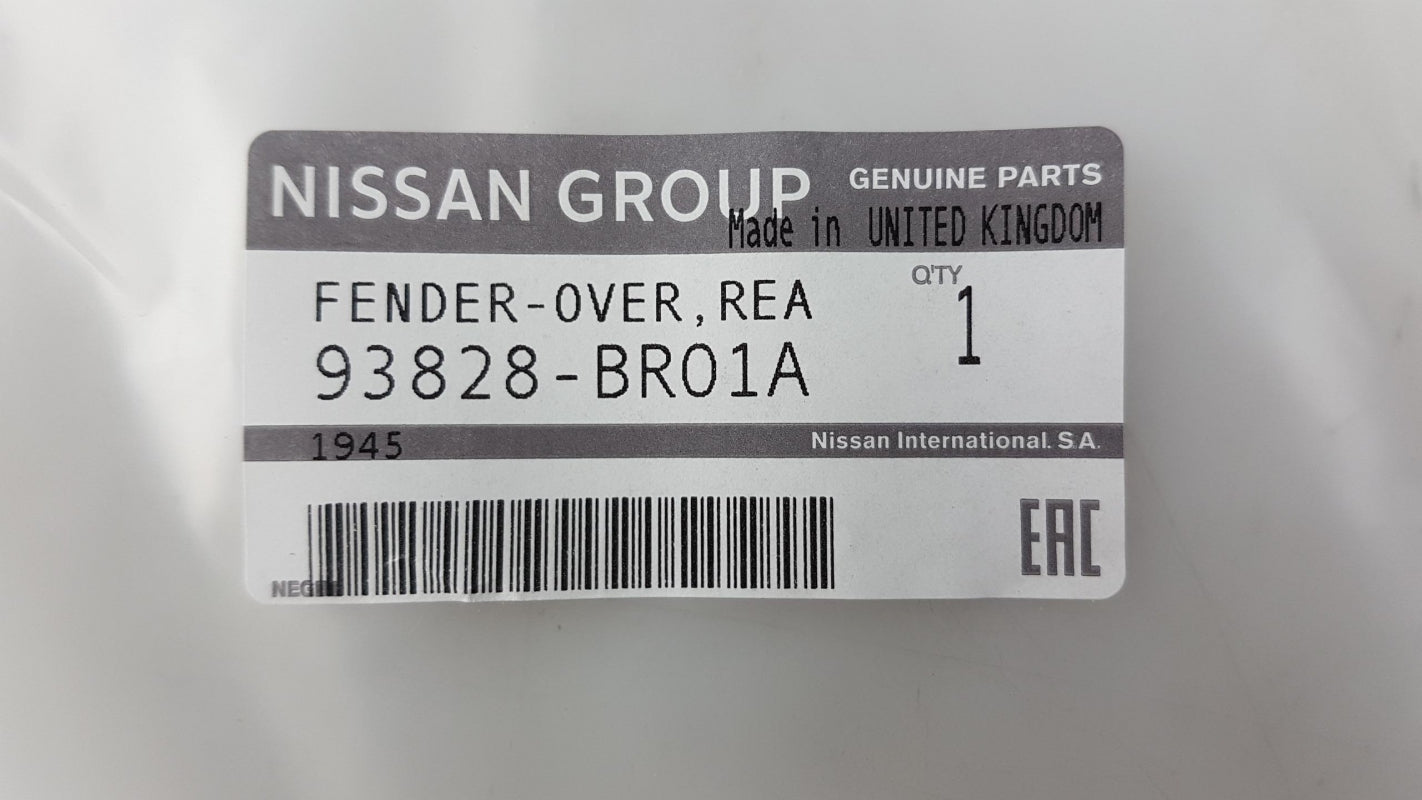 NISSAN GROUP
GENUINE PARTS
Made in UNITED KINGDOM
FENDER-OVER,REA
Q'TY
1
93828-BR01A
1945
Nissan International. S.A.
EAC